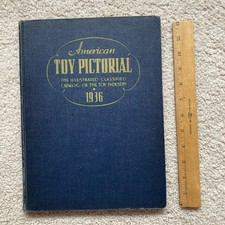 American
TOY PICTORIAL
THE ILLUSTRATED CLASSIFIED
CATALOG OF THE TOY INDUSTRY
1936